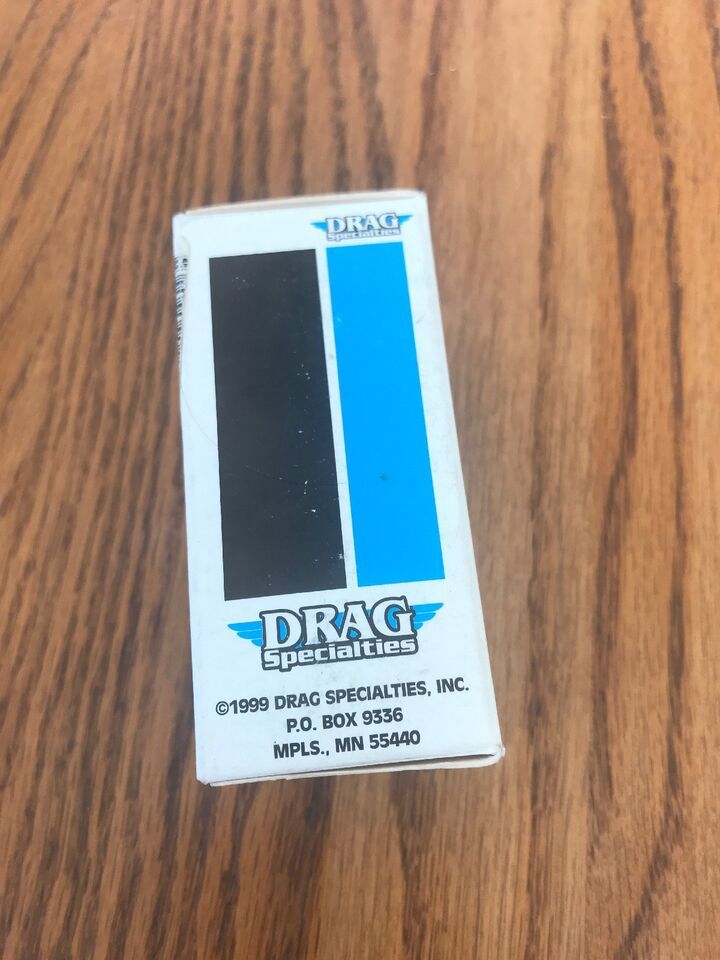 DRAG
Specialties
DRAG
Specialties
©1999 DRAG SPECIALTIES, INC.
P.O. BOX 9336
MPLS., MN 55440